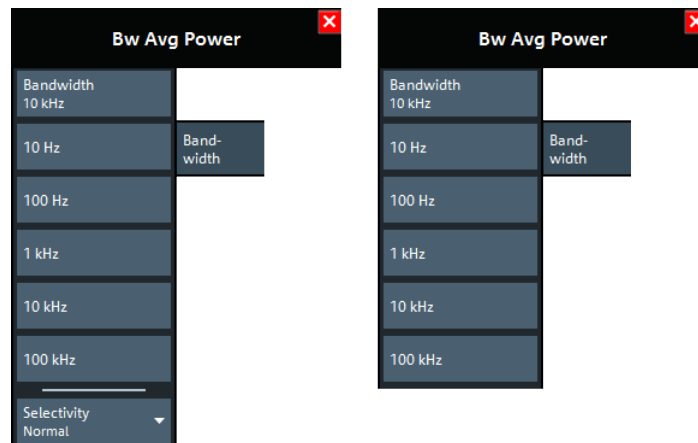 Bw Avg Power
Bandwidth
10 kHz
10 Hz
Band-
width
100 Hz
1 kHz
10 kHz
100 kHz
Selectivity
Normal
Bw Avg Power
Bandwidth
10 kHz
10 Hz
Band-
width
100 Hz
1 kHz
10 kHz
100 kHz